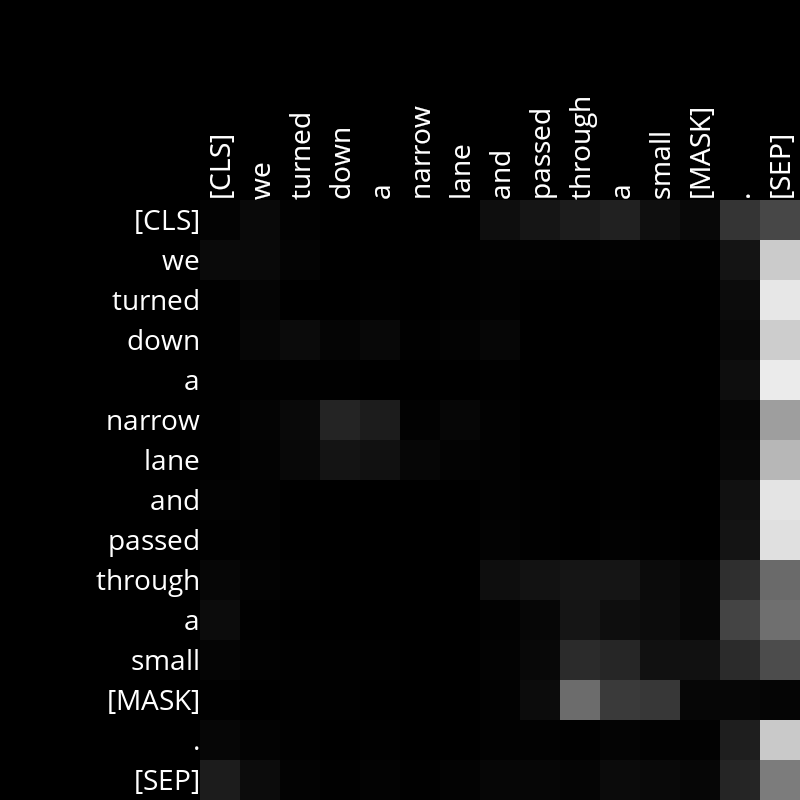 [CLS] we turned down a narrow lane and passed through a small [MASK] . [SEP]
[CLS]
we
turned
down
a
narrow
lane
and
passed
through
a
small
[MASK]
.
[SEP]